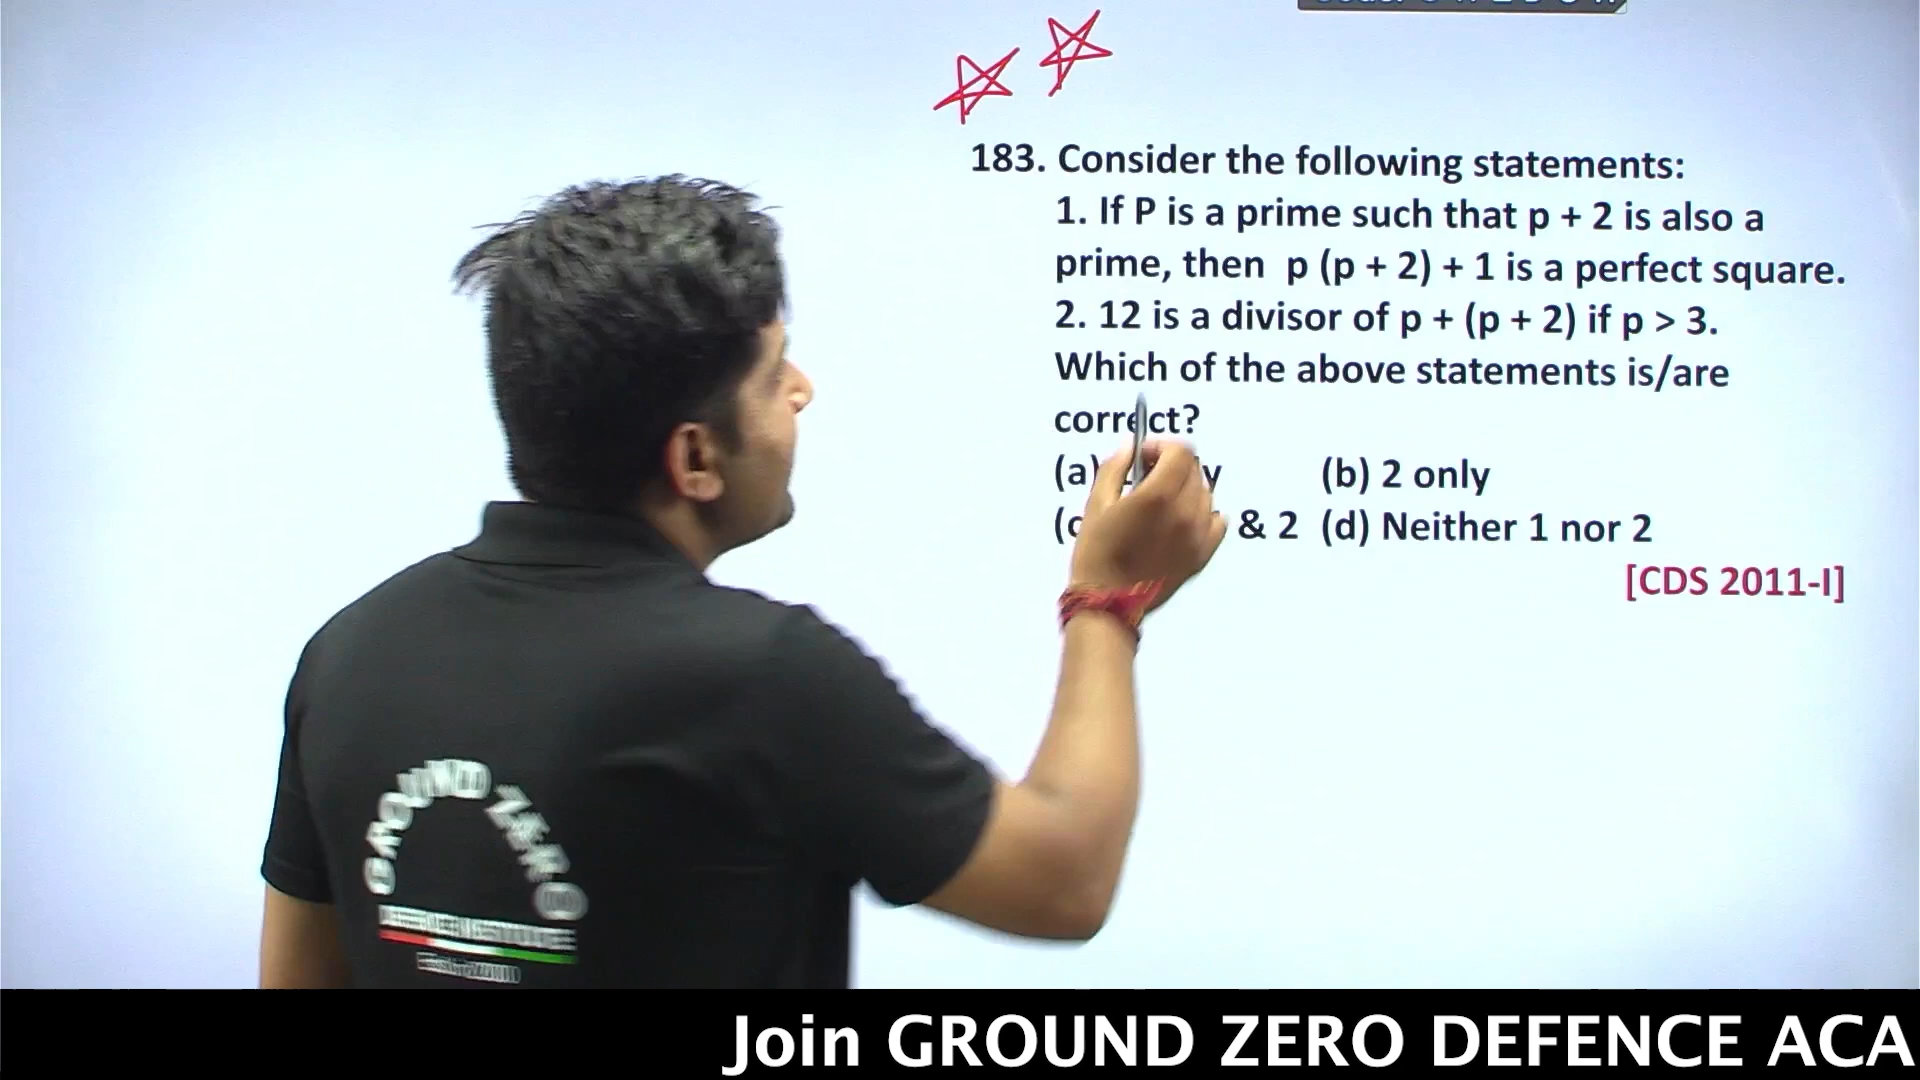 183. Consider the following statements:
1. If P is a prime such that p + 2 is also a
prime, then p (p + 2) + 1 is a perfect square.
2. 12 is a divisor of p + (p + 2) if p > 3.
Which of the above statements is/are
correct?
(a) (b) 2 only
& 2 (d) Neither 1 nor 2
[CDS 2011-I]
GROUND ZERO
Join GROUND ZERO DEFENCE ACA